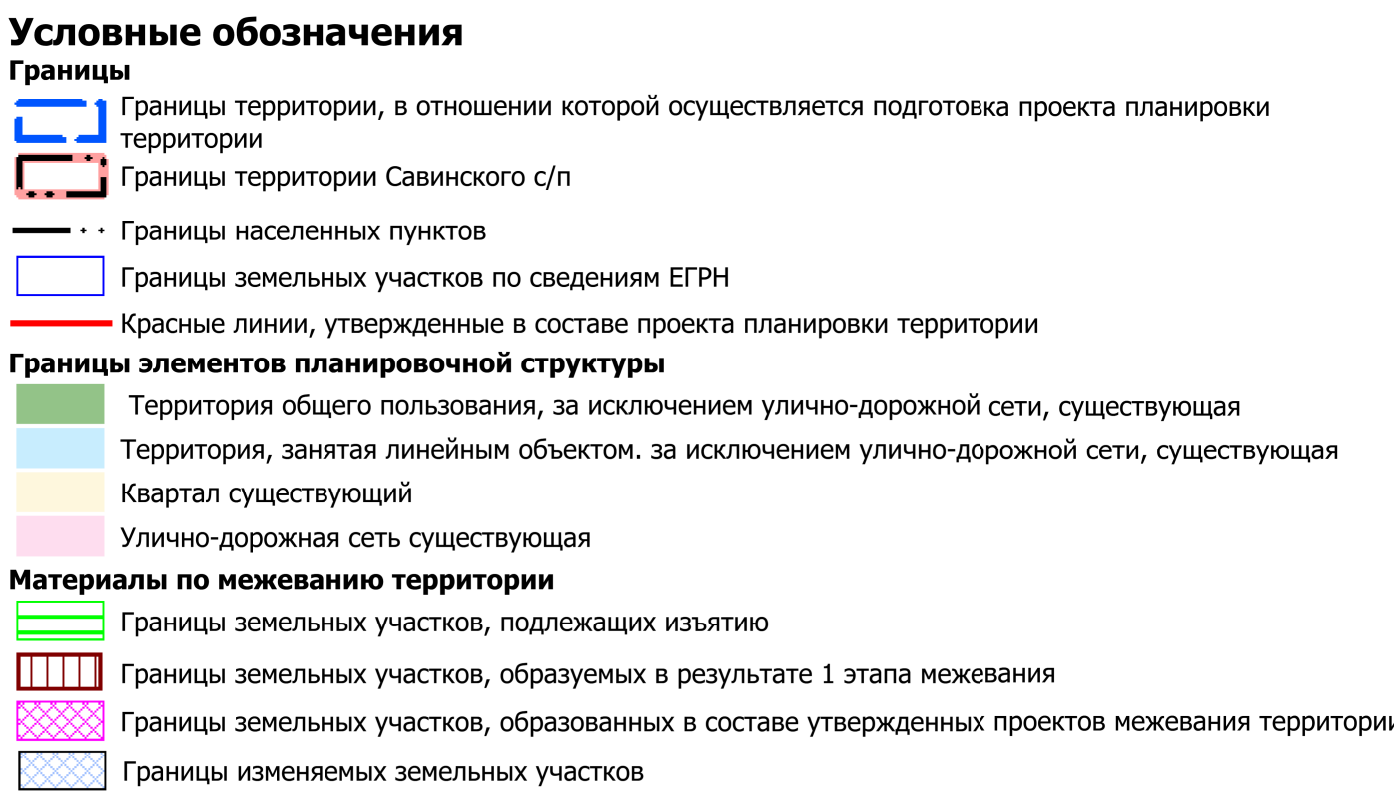 Условные обозначения
Границы
Границы территории, в отношении которой осуществляется подготовка проекта планировки
территории
Границы территории Савинского с/п
Границы населенных пунктов
Границы земельных участков по сведениям ЕГРН
Красные линии, утвержденные в составе проекта планировки территории
Границы элементов планировочной структуры
Территория общего пользования, за исключением улично-дорожной сети, существующая
Территория, занятая линейным объектом. за исключением улично-дорожной сети, существующая
Квартал существующий
Улично-дорожная сеть существующая
Материалы по межеванию территории
Границы земельных участков, подлежащих изъятию
Границы земельных участков, образуемых в результате 1 этапа межевания
Границы земельных участков, образованных в составе утвержденных проектов межевания территории
Границы изменяемых земельных участков